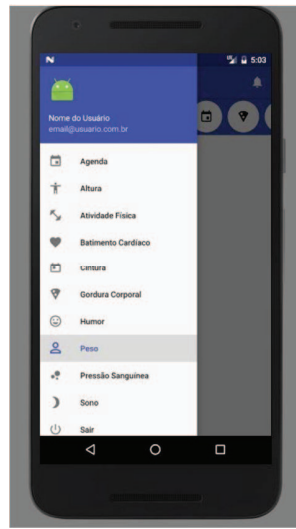 5:03
Nome do Usuário
email@usuario.com.br
Agenda
Altura
Atividade Física
Batimento Cardíaco
Cintura
Gordura Corporal
Humor
Peso
Pressão Sanguínea
Sono
Sair